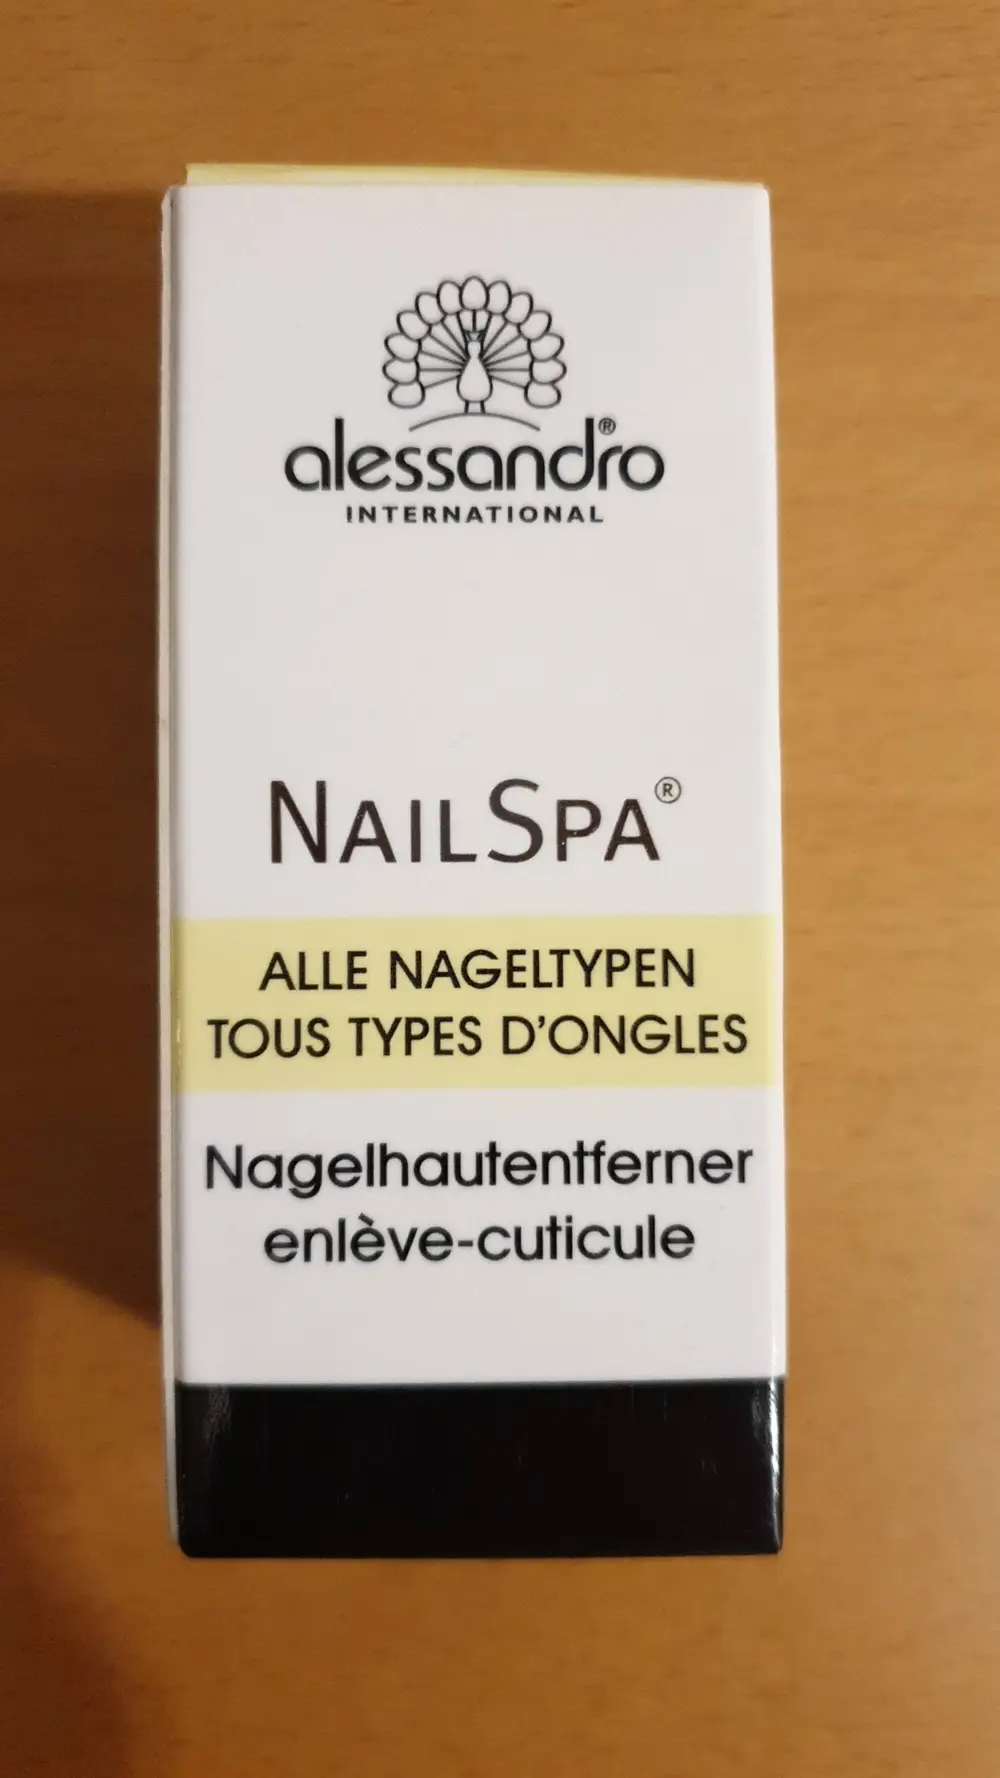 alessandro®
INTERNATIONAL
NAILSPA®
ALLE NAGELTYPEN
TOUS TYPES D'ONGLES
Nagelhautentferner
enlève-cuticule